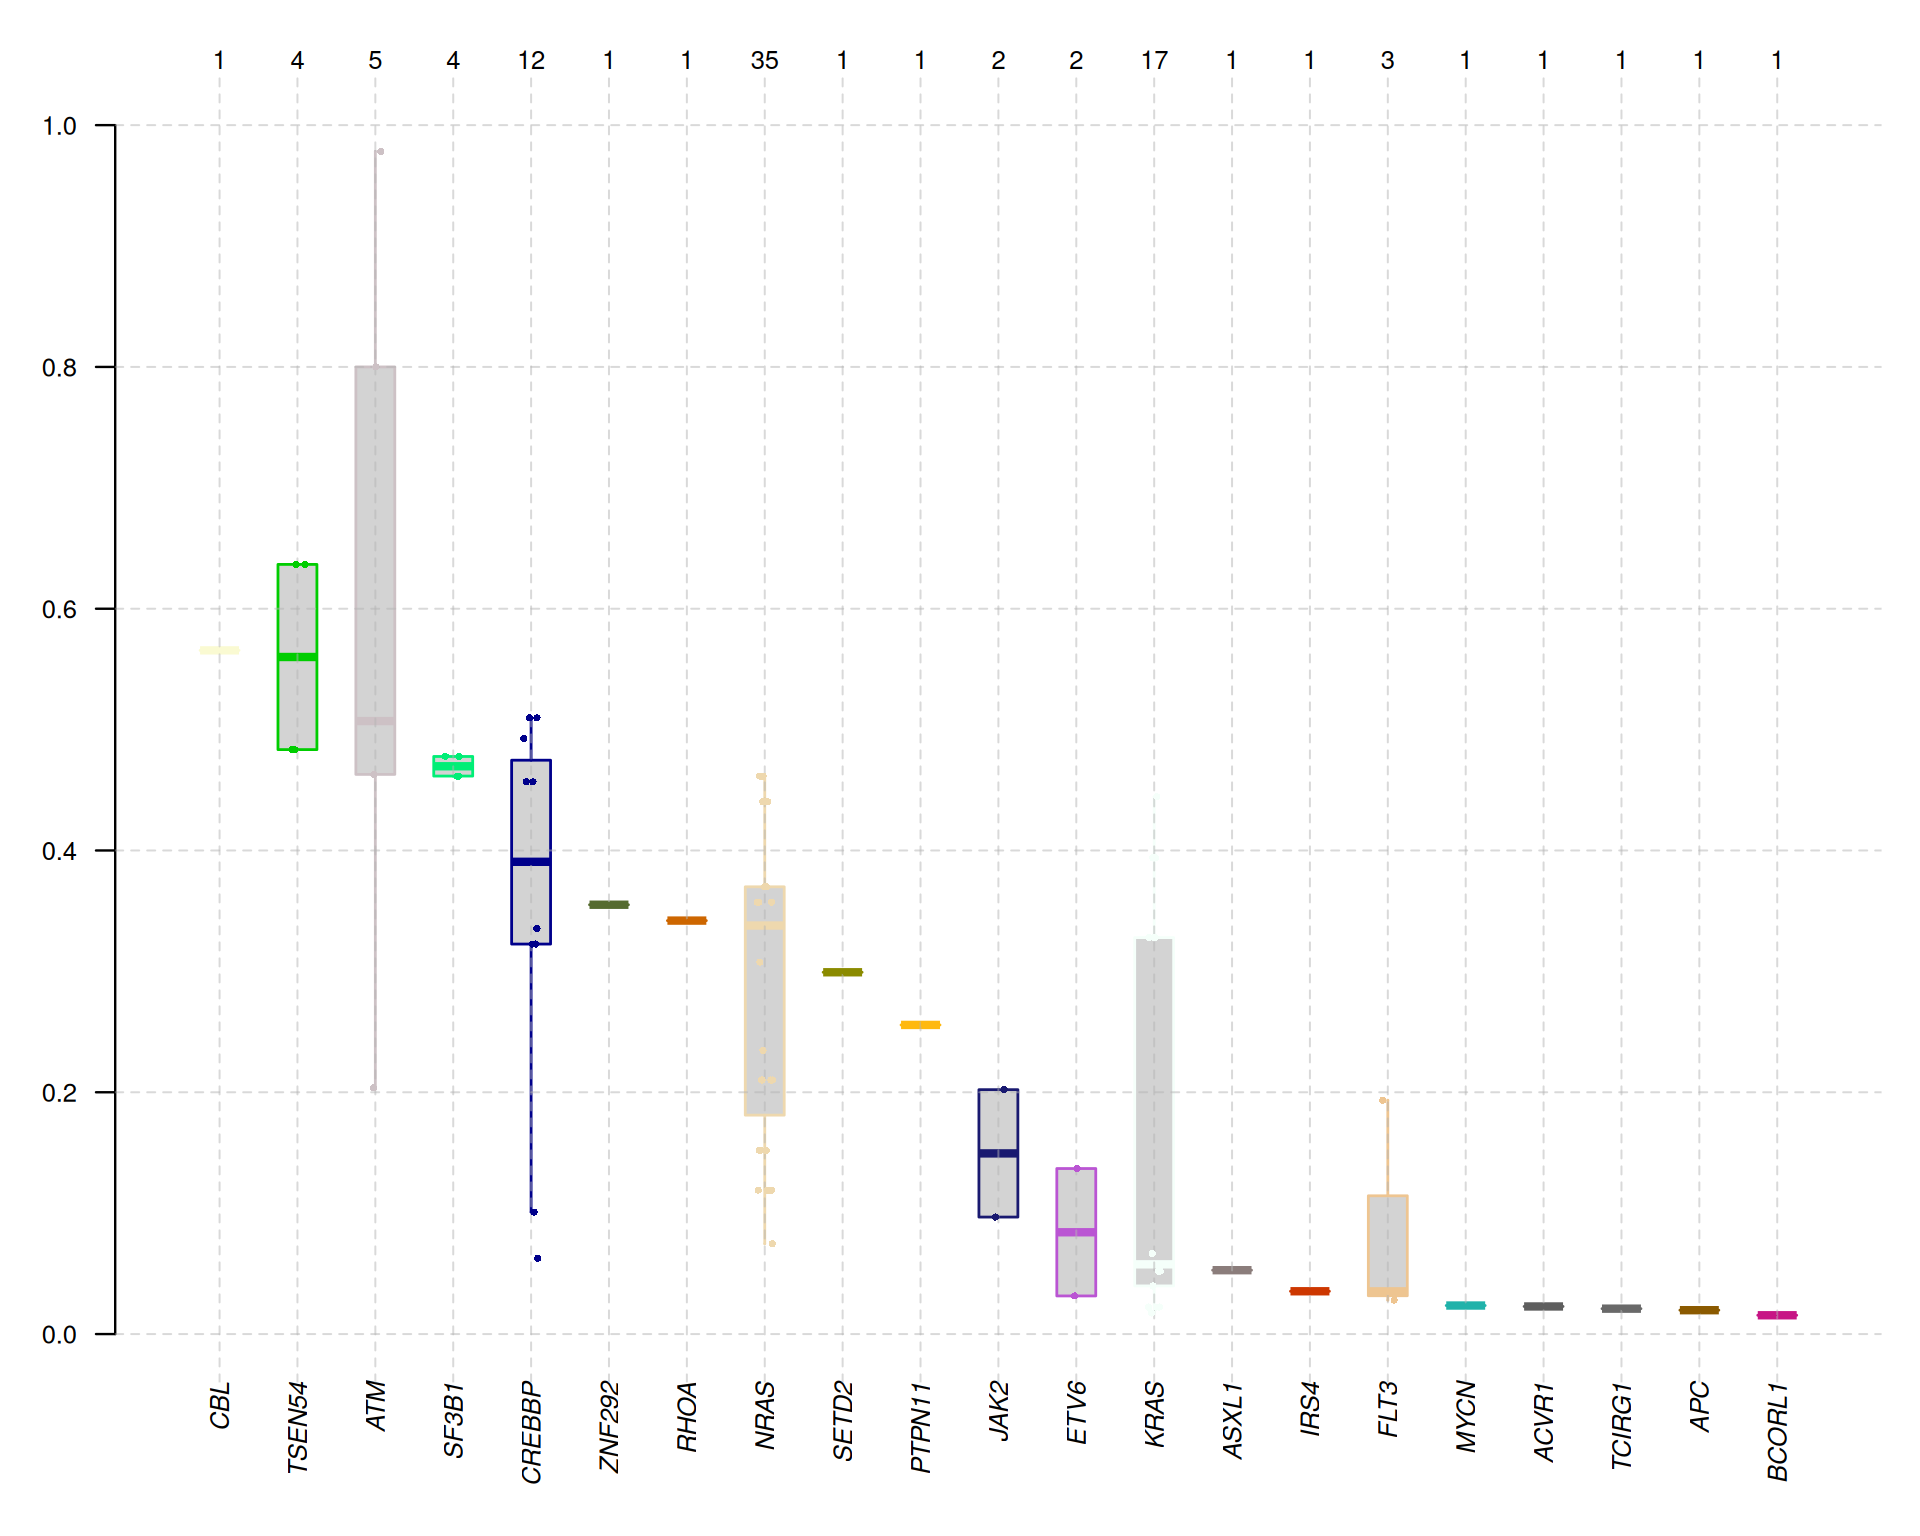 1 4 5 4 12 1 1 35 1 1 2 2 17 1 1 3 1 1 1 1 1
1.0
0.8
0.6
0.4
0.2
0.0
CBL
TSEN54
ATM
SF3B1
CREBBP
ZNF292
RHOA
NRAS
SETD2
PTPN11
JAK2
ETV6
KRAS
ASXL1
IRS4
FLT3
MYCN
ACVR1
TCIRG1
APC
BCORL1